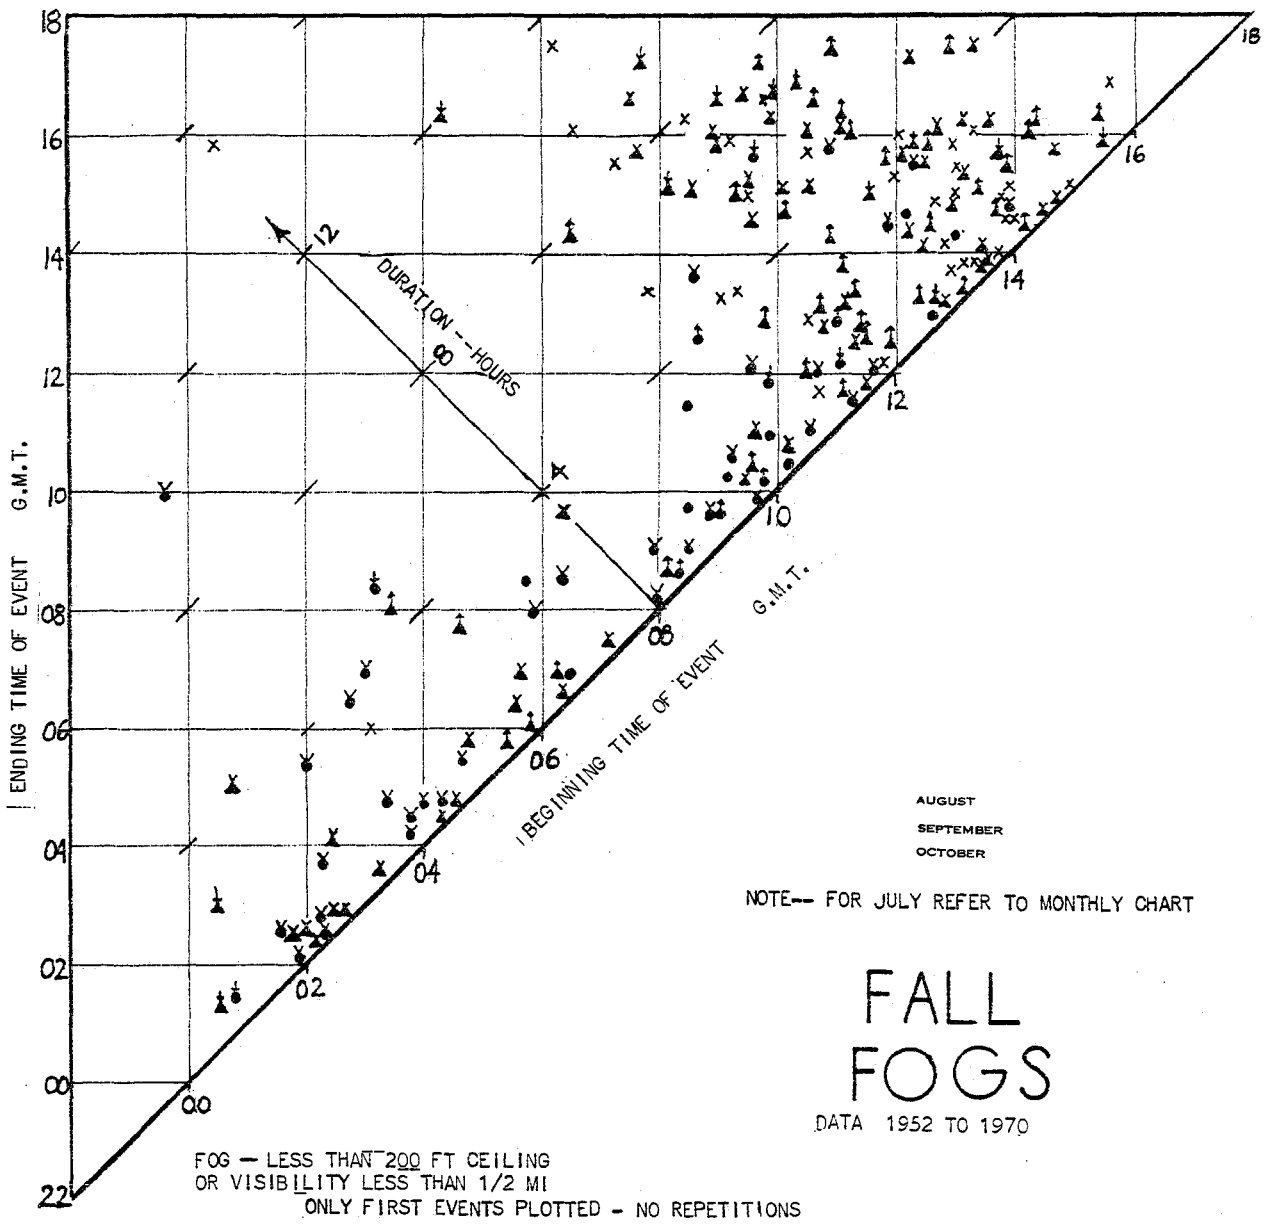 18
16
14
12
10
08
06
04
02
00
22
ENDING TIME OF EVENT G.M.T.
12
DURATION -- HOURS
8
4
18
16
14
12
10
08
06
04
02
00
BEGINNING TIME OF EVENT G.M.T.
AUGUST
SEPTEMBER
OCTOBER
NOTE-- FOR JULY REFER TO MONTHLY CHART
FALL
FOGS
DATA 1952 TO 1970
FOG — LESS THAN 200 FT CEILING
OR VISIBILITY LESS THAN 1/2 MI
ONLY FIRST EVENTS PLOTTED - NO REPETITIONS